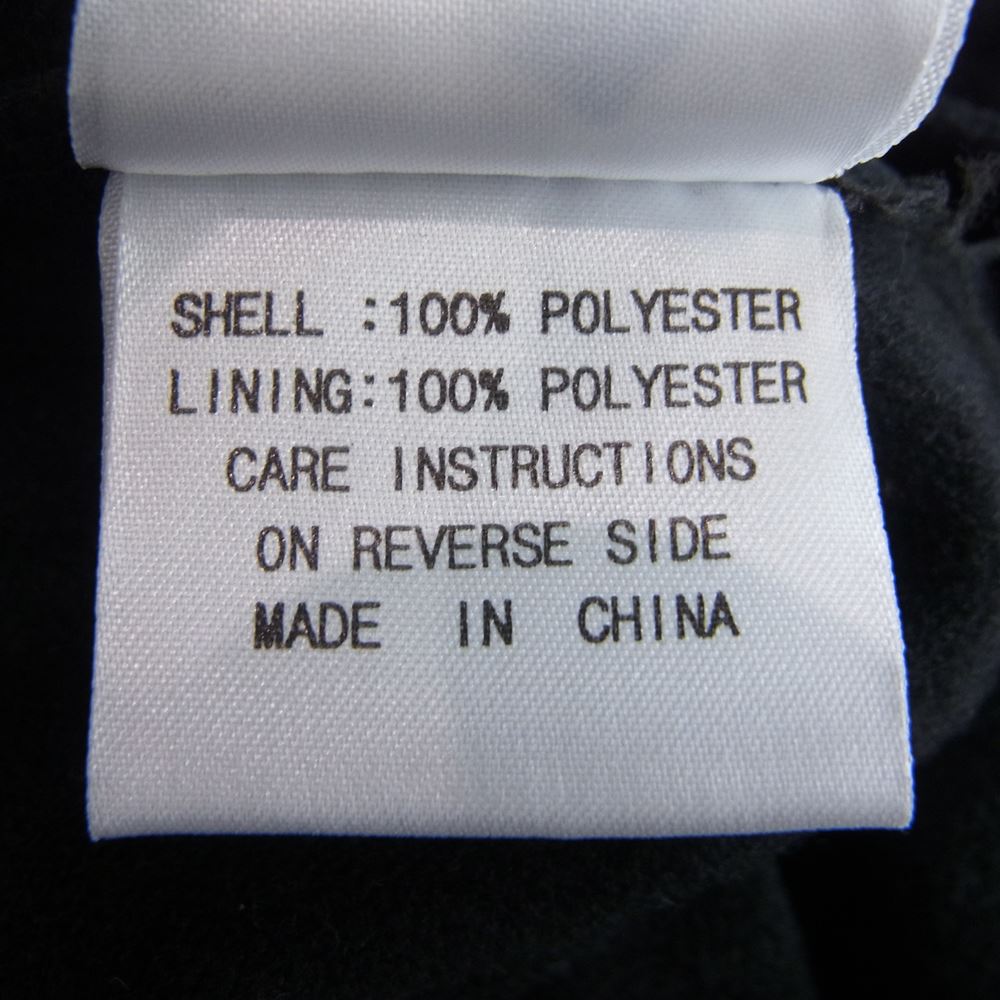 SHELL :100% POLYESTER
LINING:100% POLYESTER
CARE INSTRUCTIONS
ON REVERSE SIDE
MADE IN CHINA